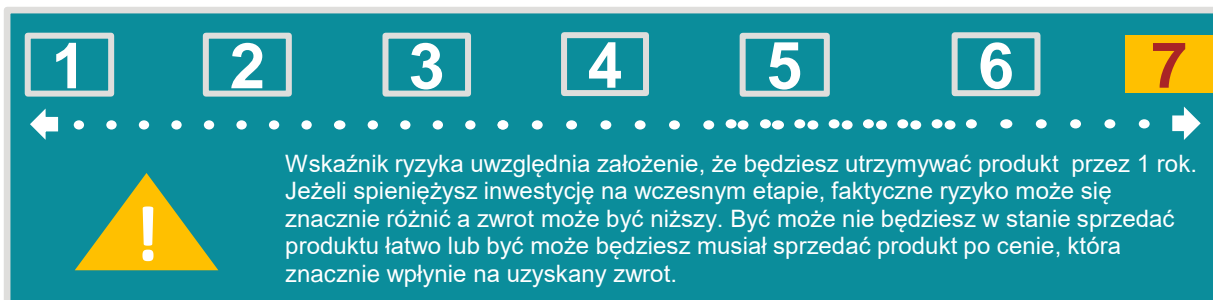 1 2 3 4 5 6 7
Wskaźnik ryzyka uwzględnia założenie, że będziesz utrzymywać produkt przez 1 rok.
Jeżeli spieniężysz inwestycję na wczesnym etapie, faktyczne ryzyko może się
znacznie różnić a zwrot może być niższy. Być może nie będziesz w stanie sprzedać
produktu łatwo lub być może będziesz musiał sprzedać produkt po cenie, która
znacznie wpłynie na uzyskany zwrot.
!